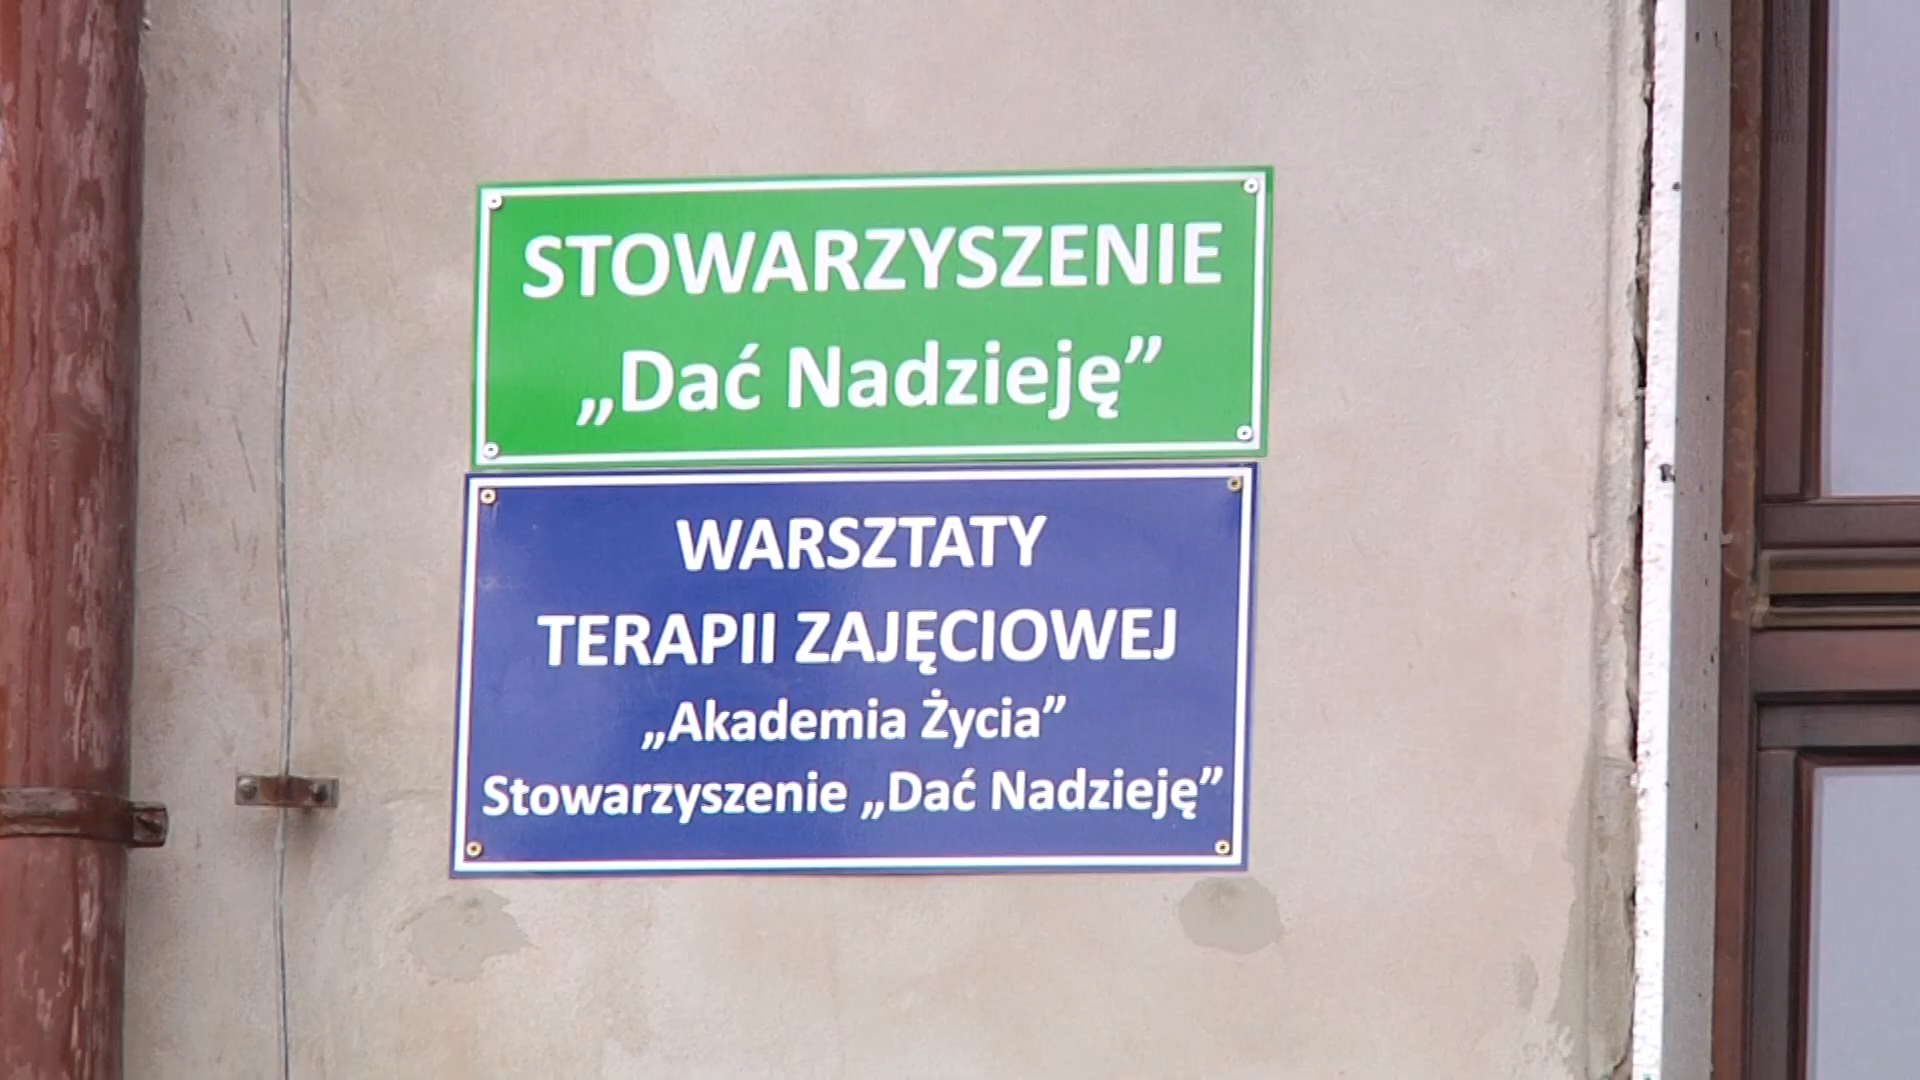 STOWARZYSZENIE
„Dać Nadzieję”
WARSZTATY
TERAPII ZAJĘCIOWEJ
„Akademia Życia”
Stowarzyszenie „Dać Nadzieję”